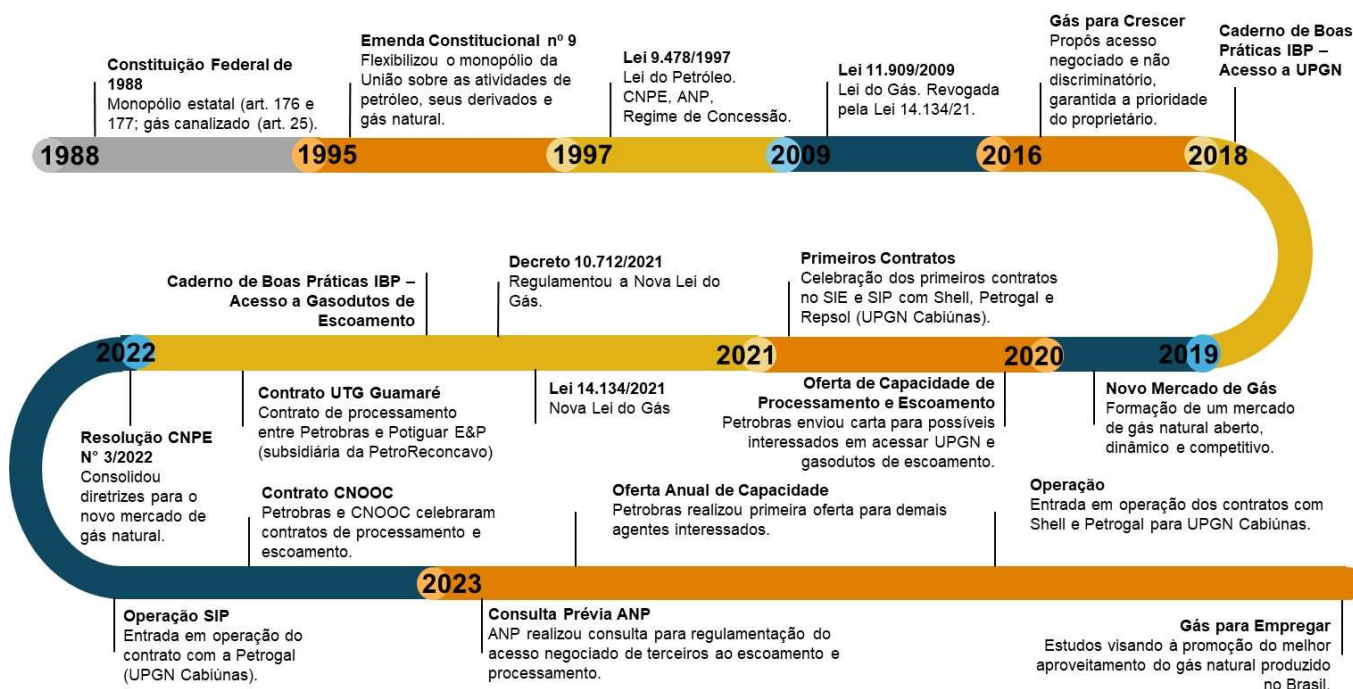 Constituição Federal de
1988
Monopólio estatal (art. 176 e
177; gás canalizado (art. 25).
Emenda Constitucional nº 9
Flexibilizou o monopólio da
União sobre as atividades de
petróleo, seus derivados e
gás natural.
Lei 9.478/1997
Lei do Petróleo.
CNPE, ANP,
Regime de Concessão.
Lei 11.909/2009
Lei do Gás. Revogada
pela Lei 14.134/21.
Gás para Crescer
Propôs acesso
negociado e não
discriminatório,
garantida a prioridade
do proprietário.
Caderno de Boas
Práticas IBP –
Acesso a UPGN
1988
1995
1997
2009
2016
2018
Caderno de Boas Práticas IBP –
Acesso a Gasodutos de
Escoamento
Decreto 10.712/2021
Regulamentou a Nova Lei do
Gás.
Primeiros Contratos
Celebração dos primeiros contratos
no SIE e SIP com Shell, Petrogal e
Repsol (UPGN Cabiúnas).
2022
2021
2020
2019
Resolução CNPE
N° 3/2022
Consolidou
diretrizes para o
novo mercado de
gás natural.
Contrato UTG Guamaré
Contrato de processamento
entre Petrobras e Potiguar E&P
(subsidiária da PetroReconcavo)
Lei 14.134/2021
Nova Lei do Gás
Oferta de Capacidade de
Processamento e Escoamento
Petrobras enviou carta para possíveis
interessados em acessar UPGN e
gasodutos de escoamento.
Novo Mercado de Gás
Formação de um mercado
de gás natural aberto,
dinâmico e competitivo.
Contrato CNOOC
Petrobras e CNOOC celebraram
contratos de processamento e
escoamento.
Oferta Anual de Capacidade
Petrobras realizou primeira oferta para demais
agentes interessados.
Operação
Entrada em operação dos contratos com
Shell e Petrogal para UPGN Cabiúnas.
2023
Operação SIP
Entrada em operação do
contrato com a Petrogal
(UPGN Cabiúnas).
Consulta Prévia ANP
ANP realizou consulta para regulamentação do
acesso negociado de terceiros ao escoamento e
processamento.
Gás para Empregar
Estudos visando à promoção do melhor
aproveitamento do gás natural produzido
no Brasil.